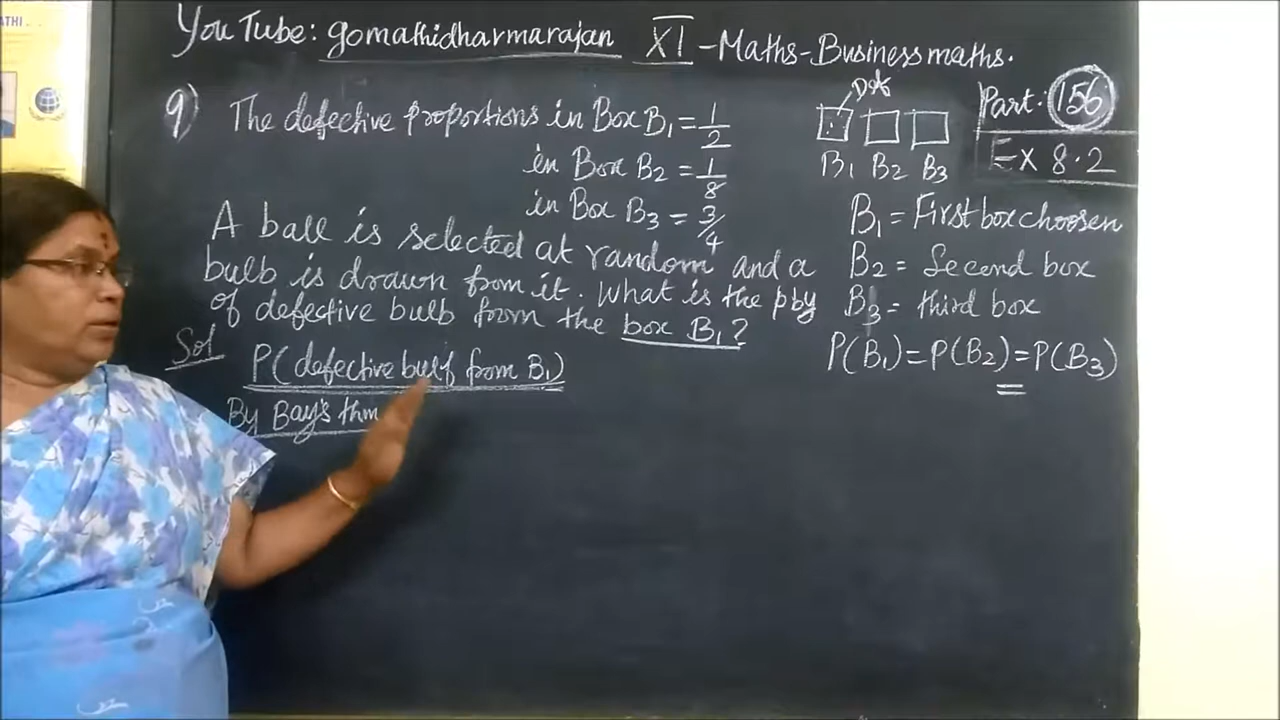 ATHI
YouTube: gomathidharmarajan XI - Maths - Business maths.
Part: 156
Ex 8.2
9) The defective proportions in Box B₁ = 1/2
in Box B₂ = 1/8
in Box B₃ = 3/4
A ball is selected at random and a
bulb is drawn from it. What is the pby
of defective bulb from the box B₁?
Sol
P(defective bulf from B₁)
By Bay's thm
Def
B₁ B₂ B₃
B₁ = First box choosen
B₂ = Second box
B₃ = third box
P(B₁) = P(B₂) = P(B₃)
=